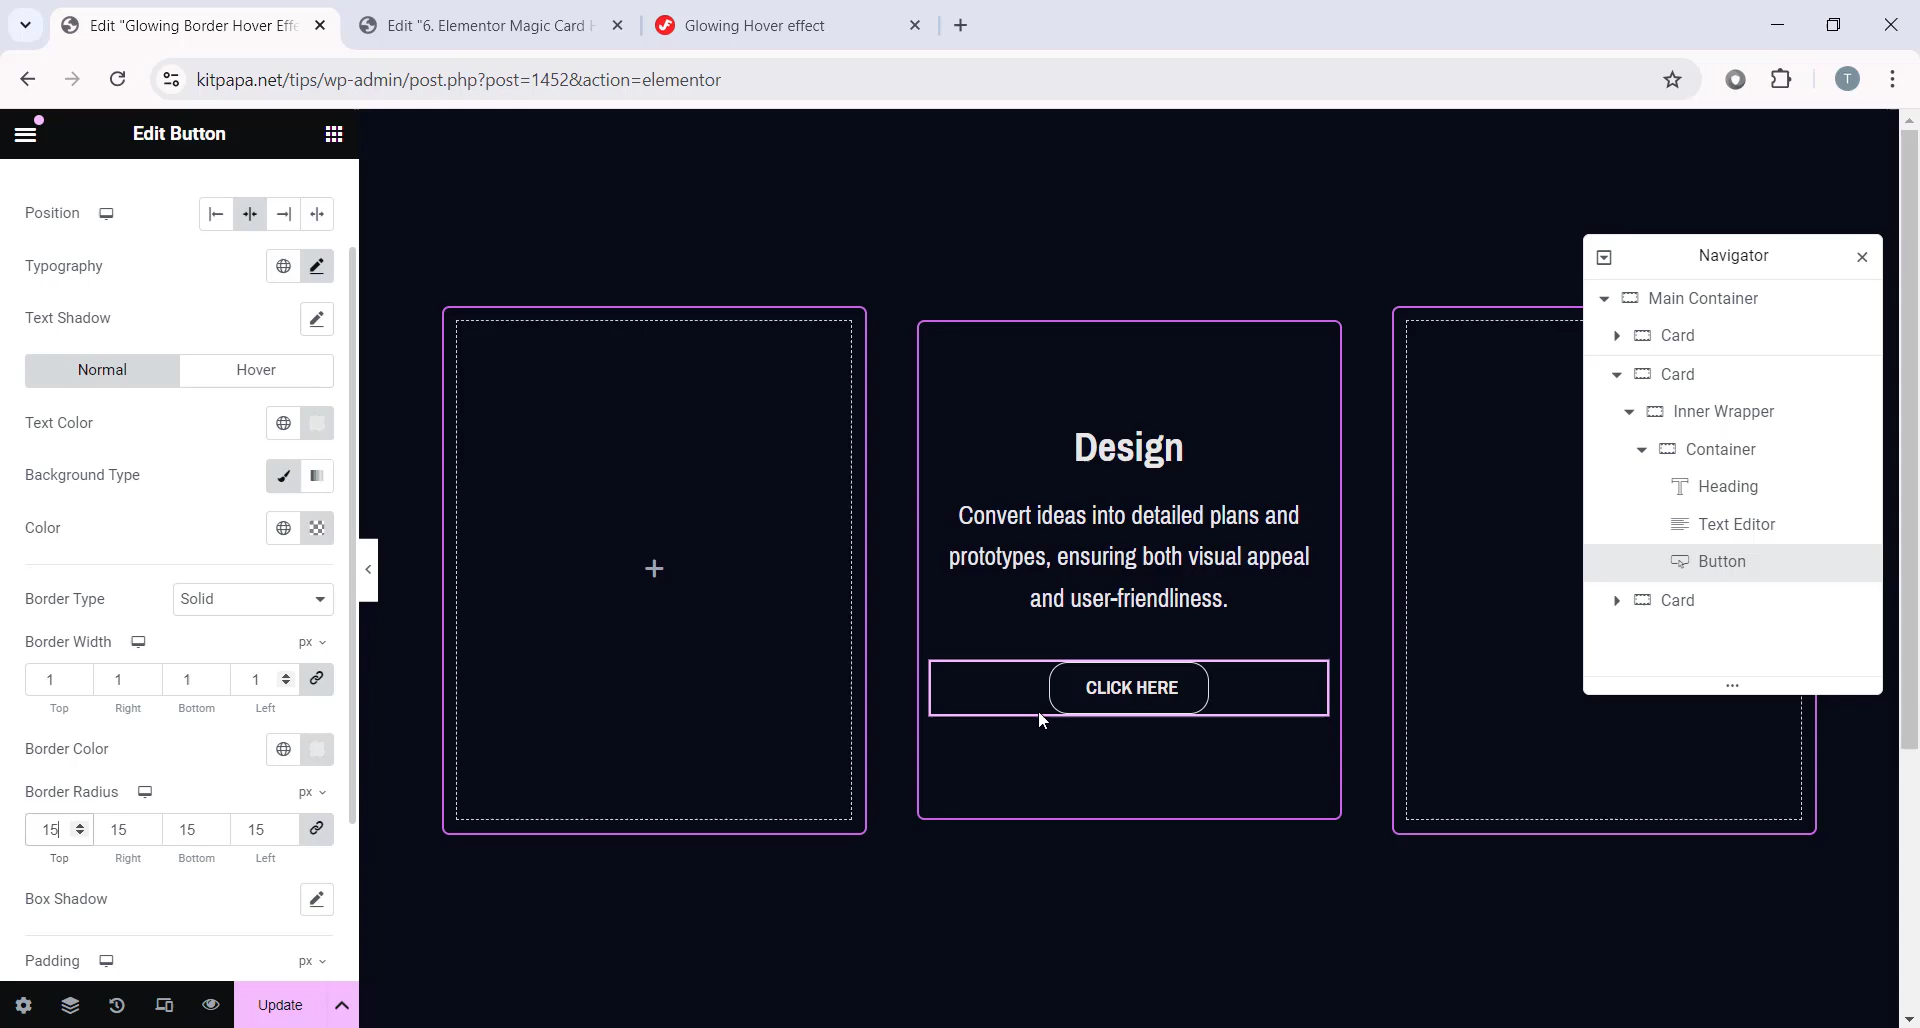 Edit "Glowing Border Hover Effe
Edit "6. Elementor Magic Card H
Glowing Hover effect
kitpapa.net/tips/wp-admin/post.php?post=1452&action=elementor
T
Edit Button
Position
Typography
Text Shadow
Normal
Hover
Text Color
Background Type
Color
Border Type
Solid
Border Width
px
1
1
1
1
Top
Right
Bottom
Left
Border Color
Border Radius
px
15
15
15
15
Top
Right
Bottom
Left
Box Shadow
Padding
px
Update
Design
Convert ideas into detailed plans and
prototypes, ensuring both visual appeal
and user-friendliness.
CLICK HERE
Navigator
Main Container
Card
Card
Inner Wrapper
Container
Heading
Text Editor
Button
Card